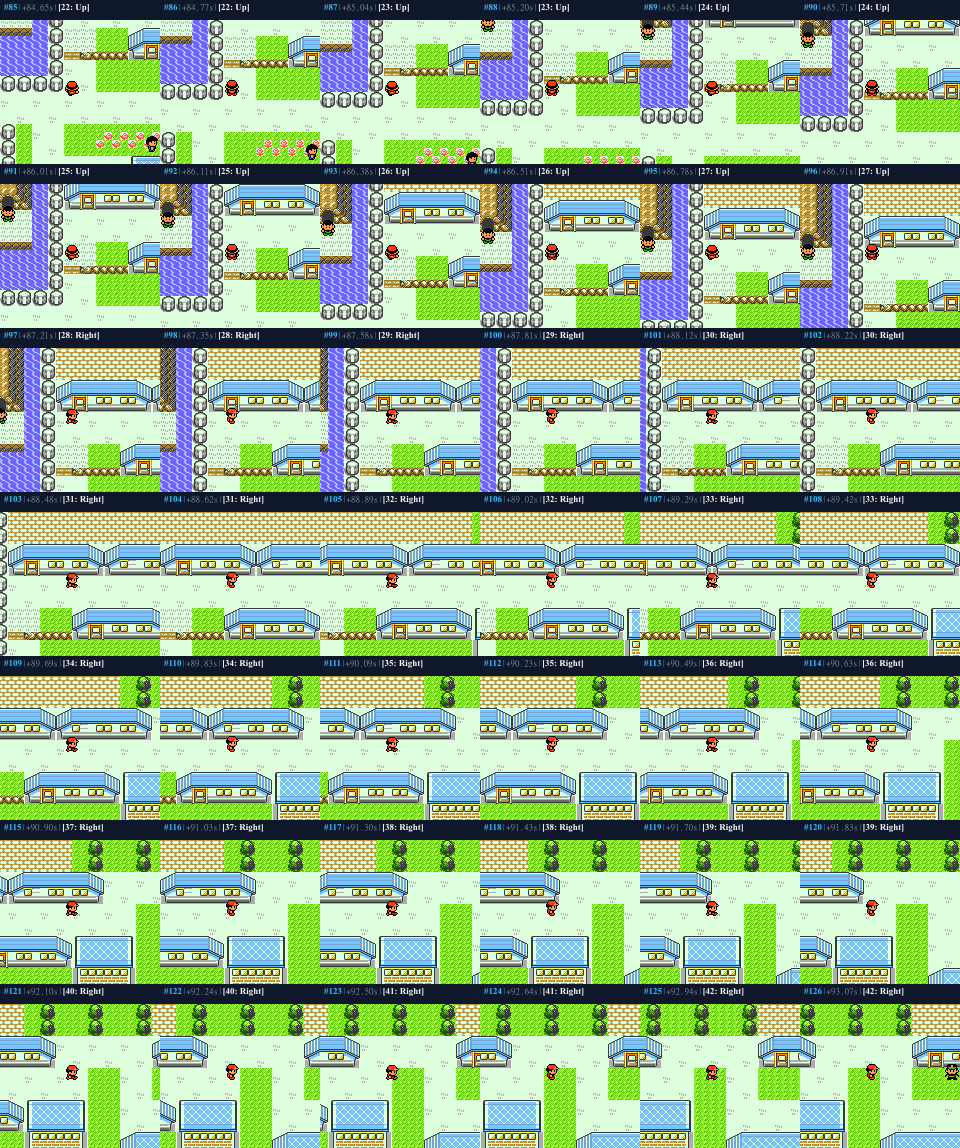 #85 | +84.65s | [22: Up] #86 | +84.77s | [22: Up] #87 | +85.04s | [23: Up] #88 | +85.20s | [23: Up] #89 | +85.44s | [24: Up] #90 | +85.71s | [24: Up]
#91 | +86.01s | [25: Up] #92 | +86.11s | [25: Up] #93 | +86.38s | [26: Up] #94 | +86.51s | [26: Up] #95 | +86.78s | [27: Up] #96 | +86.91s | [27: Up]
#97 | +87.21s | [28: Right] #98 | +87.35s | [28: Right] #99 | +87.58s | [29: Right] #100 | +87.81s | [29: Right] #101 | +88.12s | [30: Right] #102 | +88.22s | [30: Right]
#103 | +88.48s | [31: Right] #104 | +88.62s | [31: Right] #105 | +88.89s | [32: Right] #106 | +89.02s | [32: Right] #107 | +89.29s | [33: Right] #108 | +89.42s | [33: Right]
#109 | +89.69s | [34: Right] #110 | +89.83s | [34: Right] #111 | +90.09s | [35: Right] #112 | +90.23s | [35: Right] #113 | +90.49s | [36: Right] #114 | +90.63s | [36: Right]
#115 | +90.90s | [37: Right] #116 | +91.03s | [37: Right] #117 | +91.30s | [38: Right] #118 | +91.43s | [38: Right] #119 | +91.70s | [39: Right] #120 | +91.83s | [39: Right]
#121 | +92.10s | [40: Right] #122 | +92.24s | [40: Right] #123 | +92.50s | [41: Right] #124 | +92.64s | [41: Right] #125 | +92.94s | [42: Right] #126 | +93.07s | [42: Right]